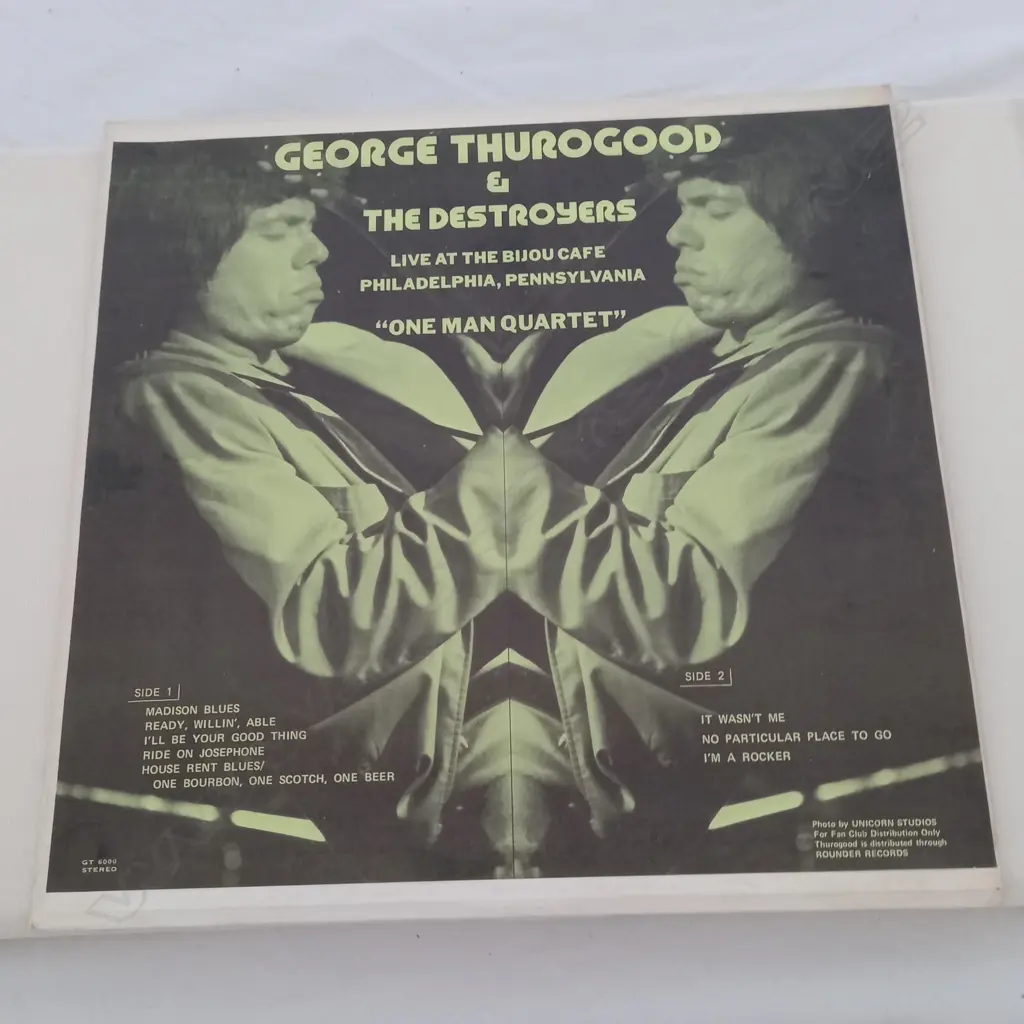 GEORGE THUROGOOD
&
THE DESTROYERS
LIVE AT THE BIJOU CAFE
PHILADELPHIA, PENNSYLVANIA
“ONE MAN QUARTET”
SIDE 1
MADISON BLUES
READY, WILLIN', ABLE
I'LL BE YOUR GOOD THING
RIDE ON JOSEPHONE
HOUSE RENT BLUES/
ONE BOURBON, ONE SCOTCH, ONE BEER
SIDE 2
IT WASN'T ME
NO PARTICULAR PLACE TO GO
I'M A ROCKER
Photo by UNICORN STUDIOS
For Fan Club Distribution Only
Thurogood is distributed through
ROUNDER RECORDS
GT 6000
STEREO